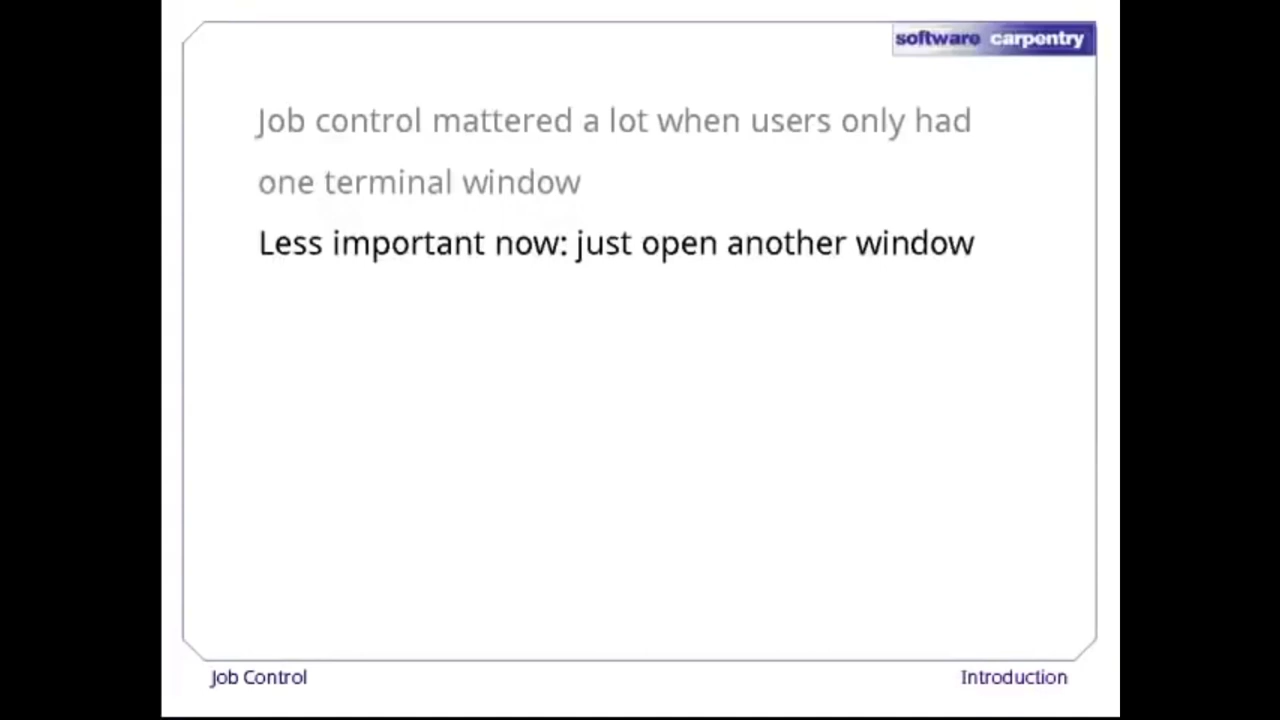 software carpentry
Job control mattered a lot when users only had
one terminal window
Less important now: just open another window
Job Control
Introduction